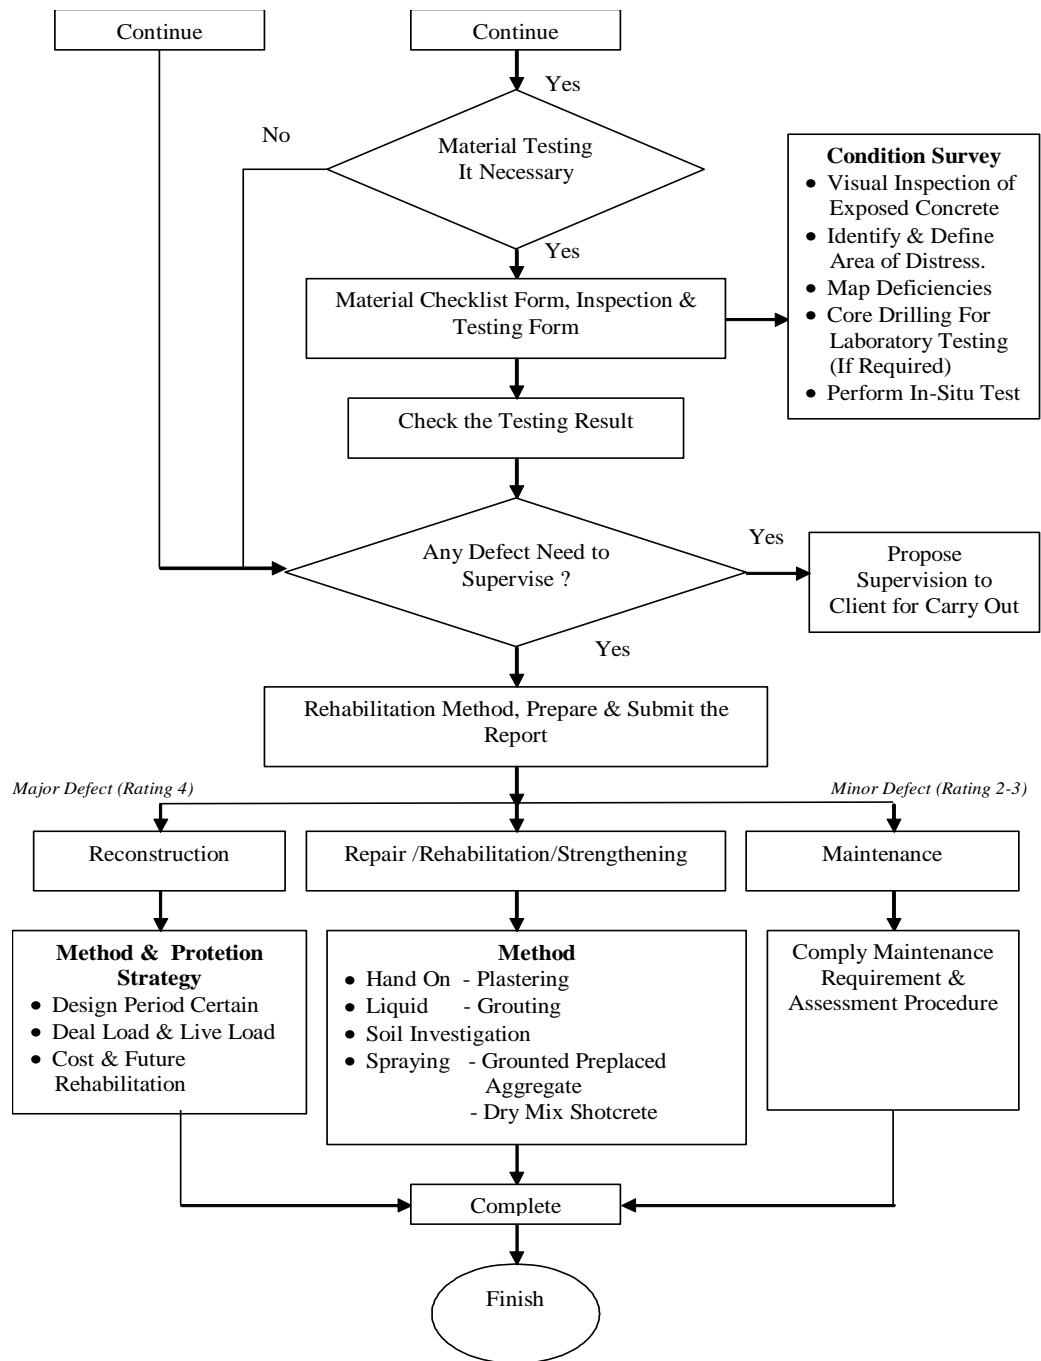 Continue
Continue
Yes
No
Material Testing
It Necessary
Yes
Condition Survey
• Visual Inspection of
Exposed Concrete
• Identify & Define
Area of Distress.
• Map Deficiencies
• Core Drilling For
Laboratory Testing
(If Required)
• Perform In-Situ Test
Material Checklist Form, Inspection &
Testing Form
Check the Testing Result
Any Defect Need to
Supervise ?
Yes
Propose
Supervision to
Client for Carry Out
Yes
Rehabilitation Method, Prepare & Submit the
Report
Major Defect (Rating 4)
Minor Defect (Rating 2-3)
Reconstruction
Repair /Rehabilitation/Strengthening
Maintenance
Method & Protetion
Strategy
• Design Period Certain
• Deal Load & Live Load
• Cost & Future
Rehabilitation
Method
• Hand On - Plastering
• Liquid - Grouting
• Soil Investigation
• Spraying - Grounted Preplaced
Aggregate
- Dry Mix Shotcrete
Comply Maintenance
Requirement &
Assessment Procedure
Complete
Finish